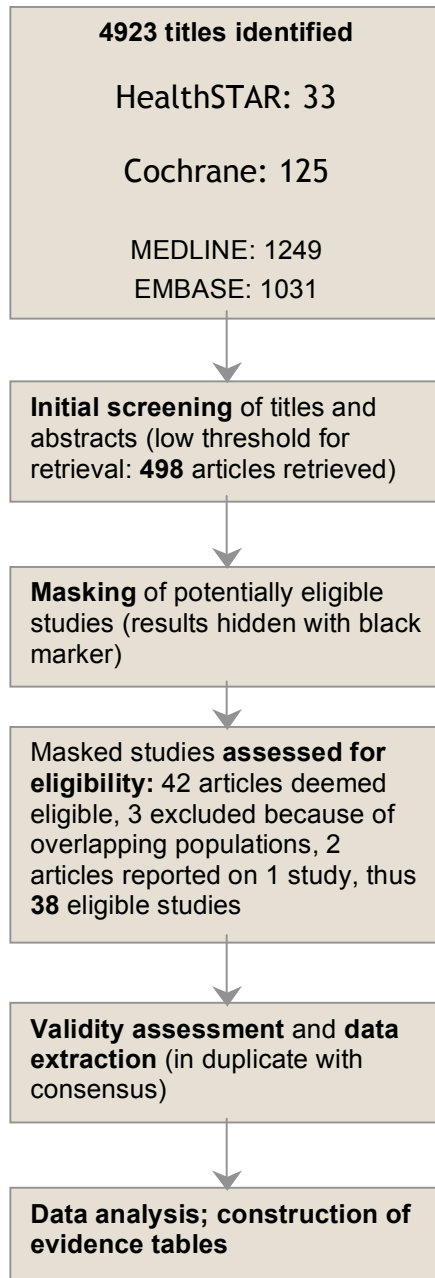 4923 titles identified
HealthSTAR: 33
Cochrane: 125
MEDLINE: 1249
EMBASE: 1031
Initial screening of titles and
abstracts (low threshold for
retrieval: 498 articles retrieved)
Masking of potentially eligible
studies (results hidden with black
marker)
Masked studies assessed for
eligibility: 42 articles deemed
eligible, 3 excluded because of
overlapping populations, 2
articles reported on 1 study, thus
38 eligible studies
Validity assessment and data
extraction (in duplicate with
consensus)
Data analysis; construction of
evidence tables